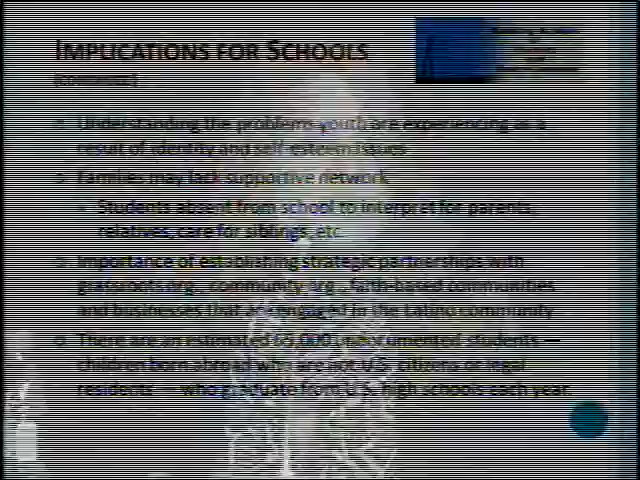 IMPLICATIONS FOR SCHOOLS
(CONTINUED)
Understanding the problems youth are experiencing as a
result of identity and self-esteem issues
Families may lack supportive network
Students absent from school to interpret for parents,
relatives, care for siblings, etc.
Importance of establishing strategic partnerships with
grassroots org., community org., faith-based communities
and businesses that are engaged in the Latino community
There are an estimated 65,000 undocumented students —
children born abroad who are not U.S. citizens or legal
residents — who graduate from U.S. high schools each year.